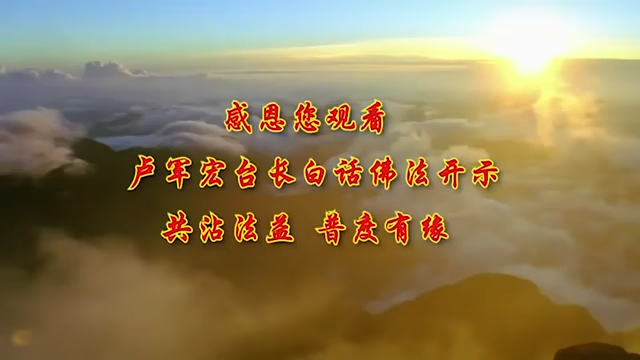 感恩您观看
卢军宏台长白话佛法开示
共沾法益 普度有缘